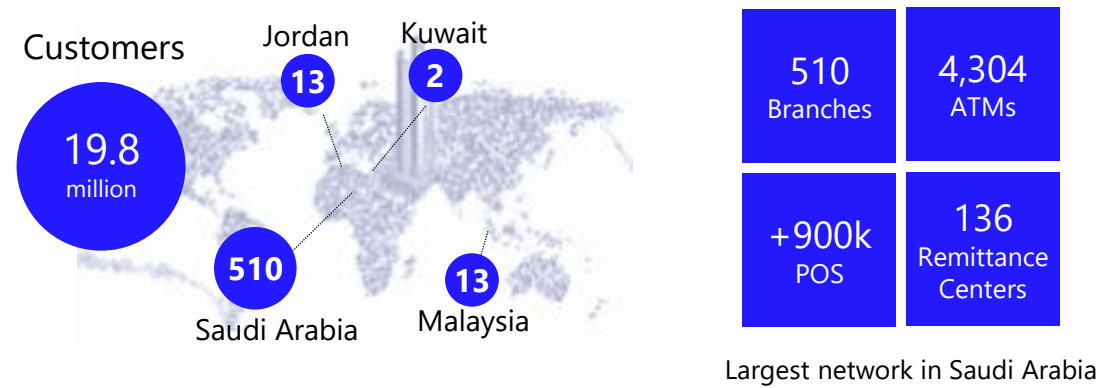 Customers
19.8
million
Jordan
13
Kuwait
2
510
Saudi Arabia
13
Malaysia
510
Branches
4,304
ATMs
+900k
POS
136
Remittance
Centers
Largest network in Saudi Arabia